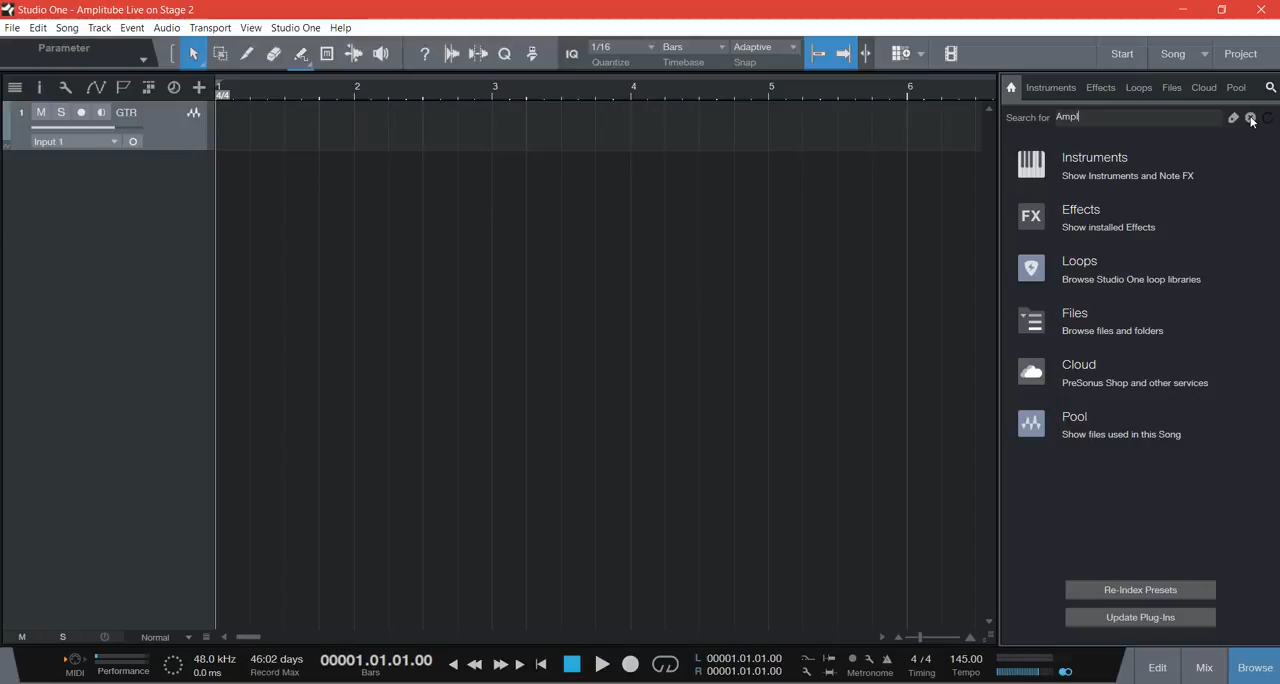 Studio One - Amplitube Live on Stage 2
File Edit Song Track Event Audio Transport View Studio One Help
Parameter
IQ 1/16 Bars Adaptive
Quantize Timebase Snap
Start Song Project
1 2 3 4 5 6
4/4
Instruments Effects Loops Files Cloud Pool
1 M S GTR
Input 1
Search for Ampl
Instruments
Show Instruments and Note FX
FX Effects
Show installed Effects
Loops
Browse Studio One loop libraries
Files
Browse files and folders
Cloud
PreSonus Shop and other services
Pool
Show files used in this Song
Re-Index Presets
Update Plug-Ins
M S Normal
MIDI Performance
48.0 kHz
0.0 ms
46:02 days
Record Max
00001.01.01.00
Bars
L 00001.01.01.00
R 00001.01.01.00
Metronome
4 / 4
Timing
145.00
Tempo
Edit Mix Browse